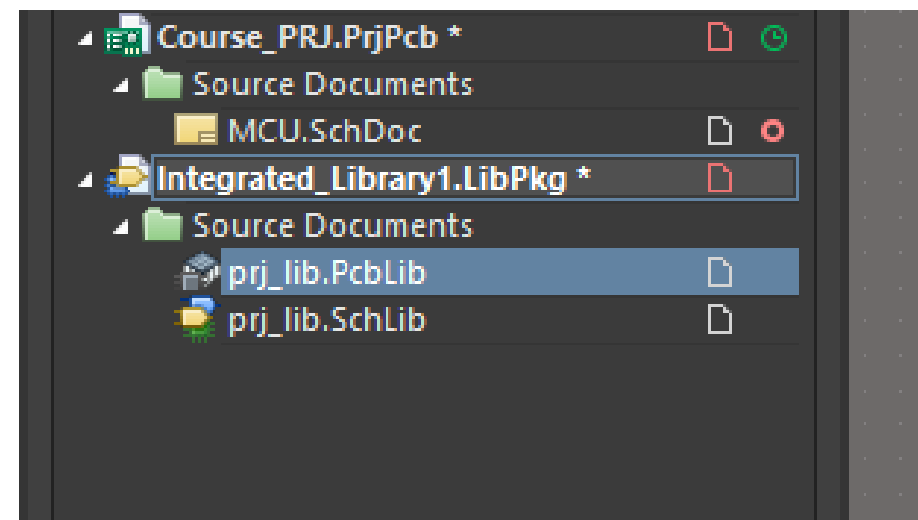 Course_PRJ.PrjPcb *
Source Documents
MCU.SchDoc
Integrated_Library1.LibPkg *
Source Documents
prj_lib.PcbLib
prj_lib.SchLib